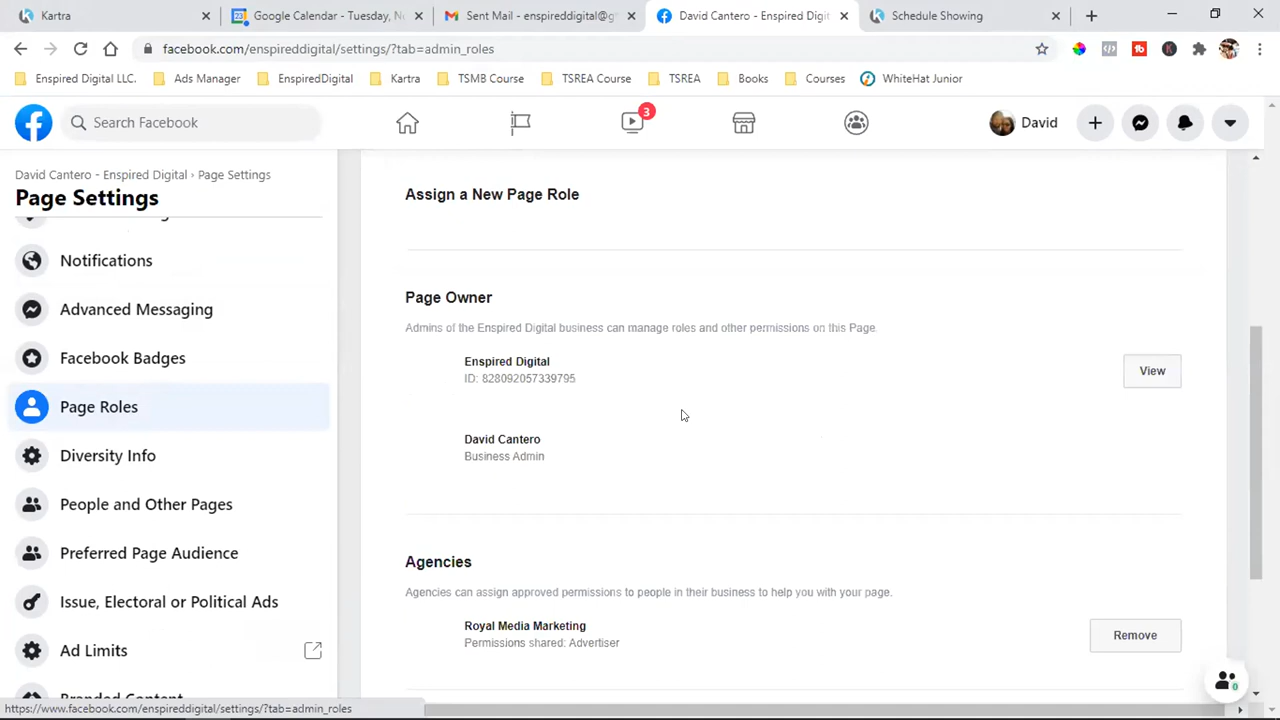 Kartra
Google Calendar - Tuesday, N
Sent Mail - enspireddigital@g
David Cantero - Enspired Digit
Schedule Showing
facebook.com/enspireddigital/settings/?tab=admin_roles
Enspired Digital LLC.
Ads Manager
EnspiredDigital
Kartra
TSMB Course
TSREA Course
TSREA
Books
Courses
WhiteHat Junior
Search Facebook
3
David
David Cantero - Enspired Digital › Page Settings
Page Settings
Notifications
Advanced Messaging
Facebook Badges
Page Roles
Diversity Info
People and Other Pages
Preferred Page Audience
Issue, Electoral or Political Ads
Ad Limits
Branded Content
https://www.facebook.com/enspireddigital/settings/?tab=admin_roles
Assign a New Page Role
Page Owner
Admins of the Enspired Digital business can manage roles and other permissions on this Page.
Enspired Digital
ID: 828092057339795
View
David Cantero
Business Admin
Agencies
Agencies can assign approved permissions to people in their business to help you with your page.
Royal Media Marketing
Permissions shared: Advertiser
Remove
0